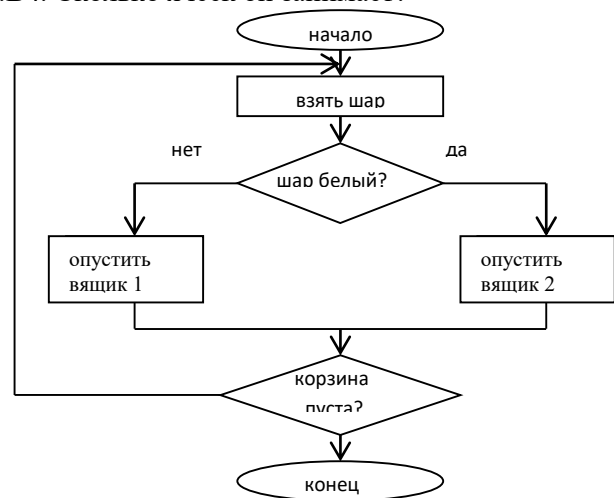 начало
взять шар
нет
да
шар белый?
опустить
вящик 1
опустить
вящик 2
корзина
пуста?
конец